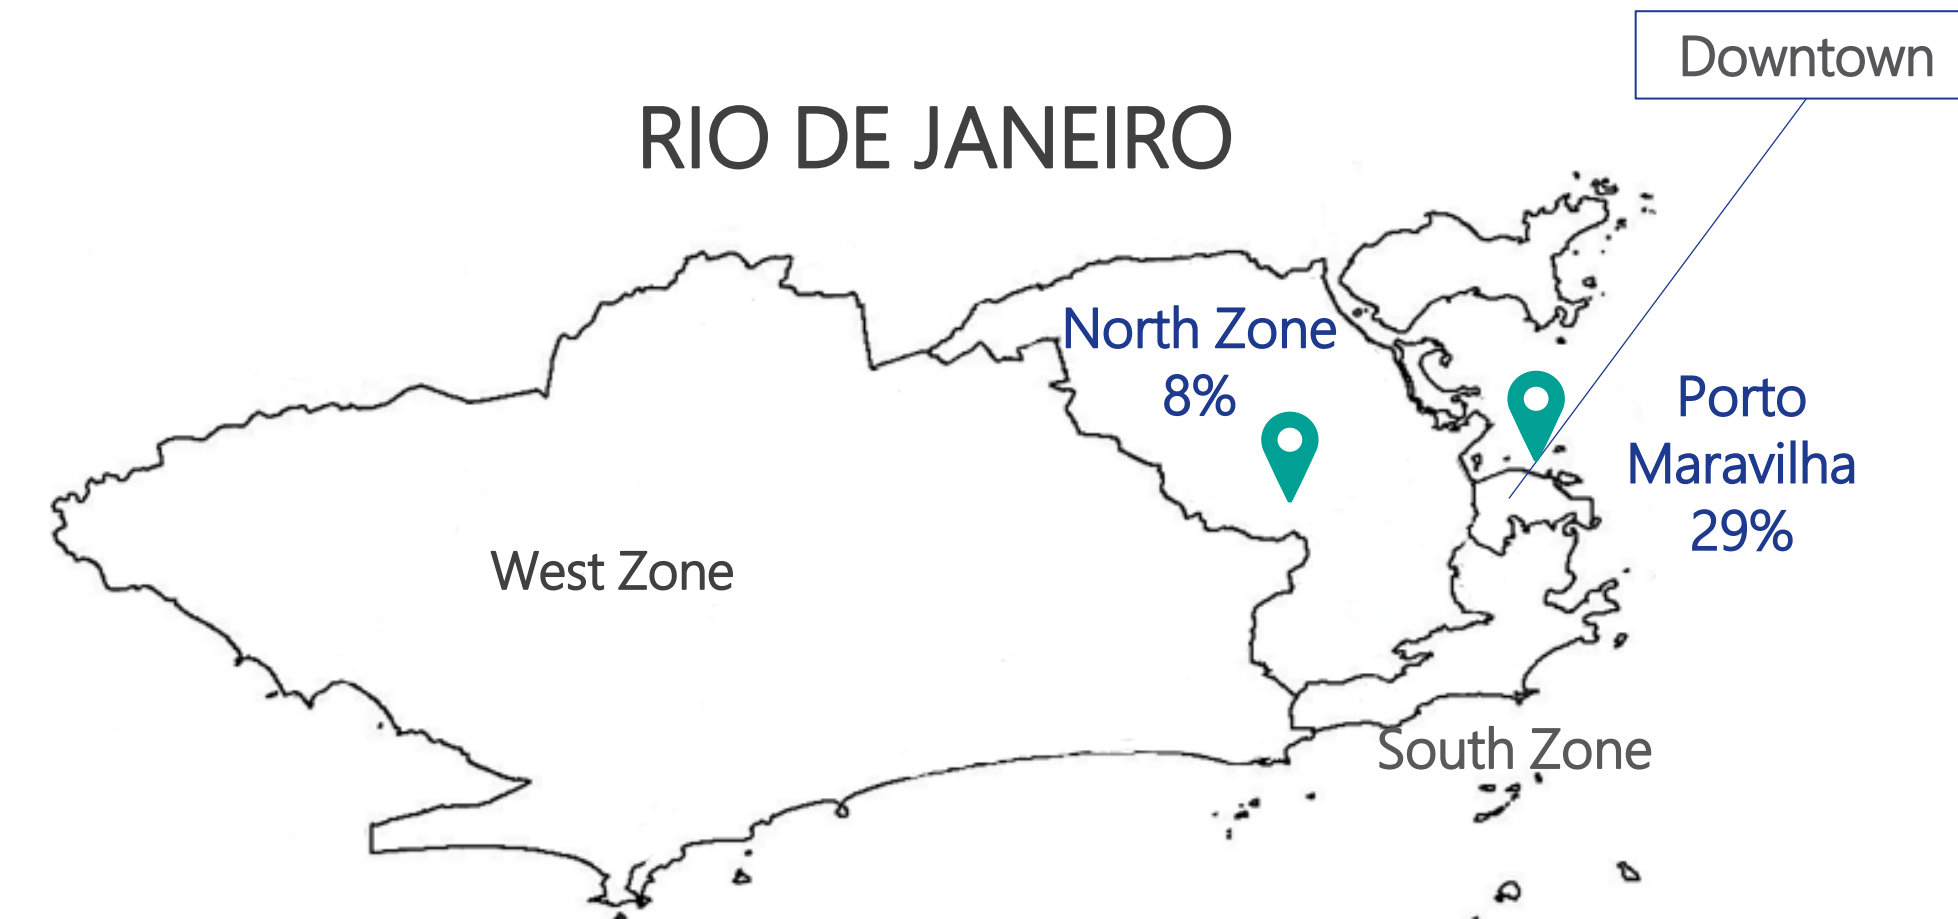 Downtown
RIO DE JANEIRO
North Zone
8%
Porto
Maravilha
29%
West Zone
South Zone